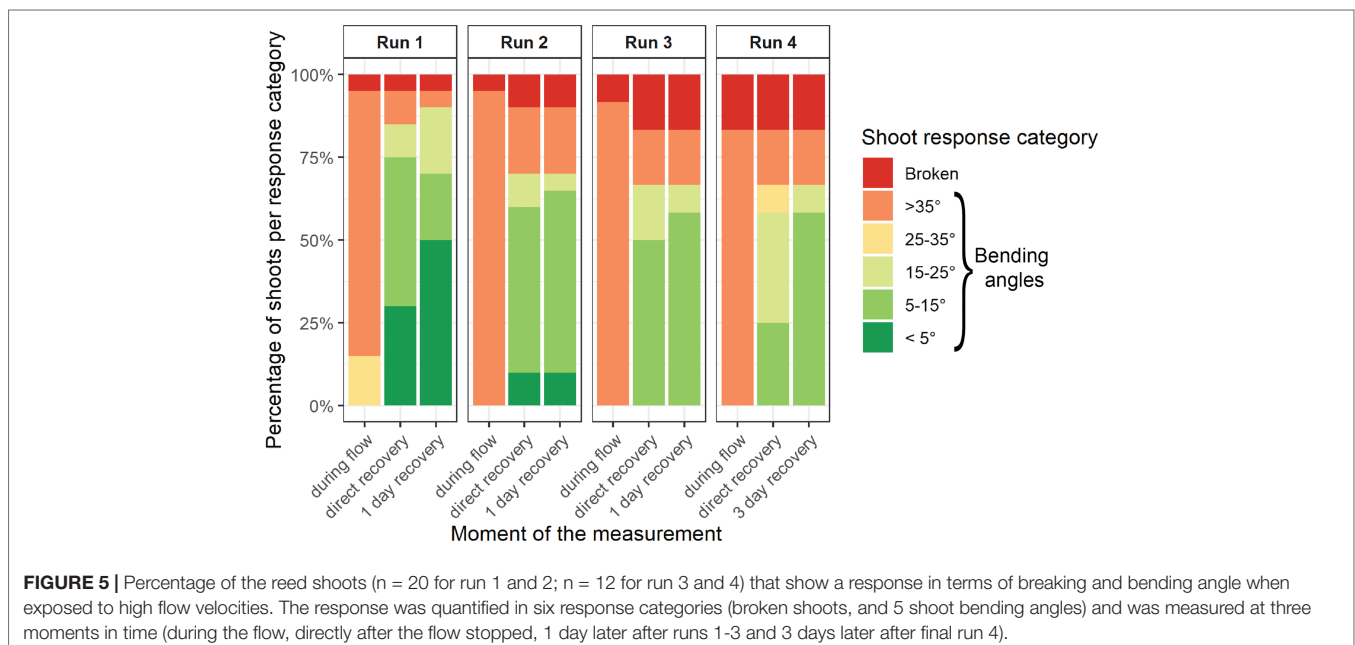 Run 1 Run 2 Run 3 Run 4
Percentage of shoots per response category
100%
75%
50%
25%
0%
during flow direct recovery 1 day recovery during flow direct recovery 1 day recovery during flow direct recovery 1 day recovery during flow direct recovery 3 day recovery
Moment of the measurement
Shoot response category
Broken
>35°
25-35°
15-25°
5-15°
< 5°
Bending
angles
FIGURE 5 | Percentage of the reed shoots (n = 20 for run 1 and 2; n = 12 for run 3 and 4) that show a response in terms of breaking and bending angle when
exposed to high flow velocities. The response was quantified in six response categories (broken shoots, and 5 shoot bending angles) and was measured at three
moments in time (during the flow, directly after the flow stopped, 1 day later after runs 1-3 and 3 days later after final run 4).